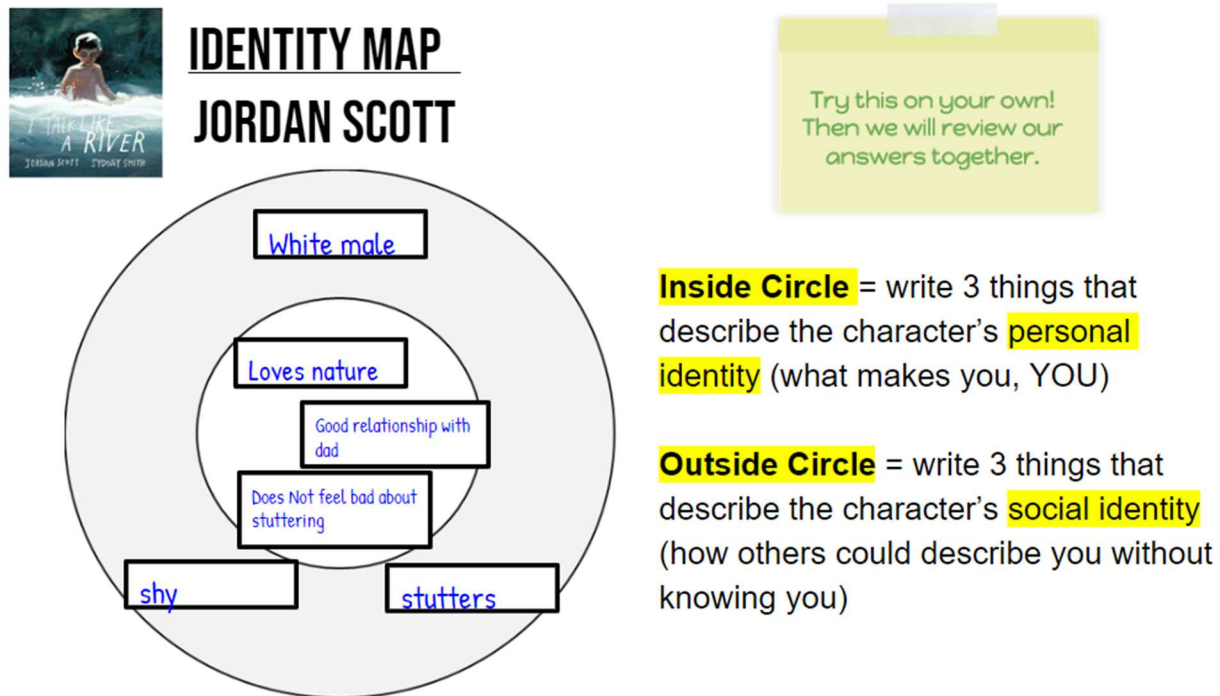 I TALK LIKE
A RIVER
JORDAN SCOTT SYDNEY SMITH
IDENTITY MAP
JORDAN SCOTT
Try this on your own!
Then we will review our
answers together.
White male
Loves nature
Good relationship with
dad
Does Not feel bad about
stuttering
shy
stutters
Inside Circle = write 3 things that
describe the character’s personal
identity (what makes you, YOU)
Outside Circle = write 3 things that
describe the character’s social identity
(how others could describe you without
knowing you)